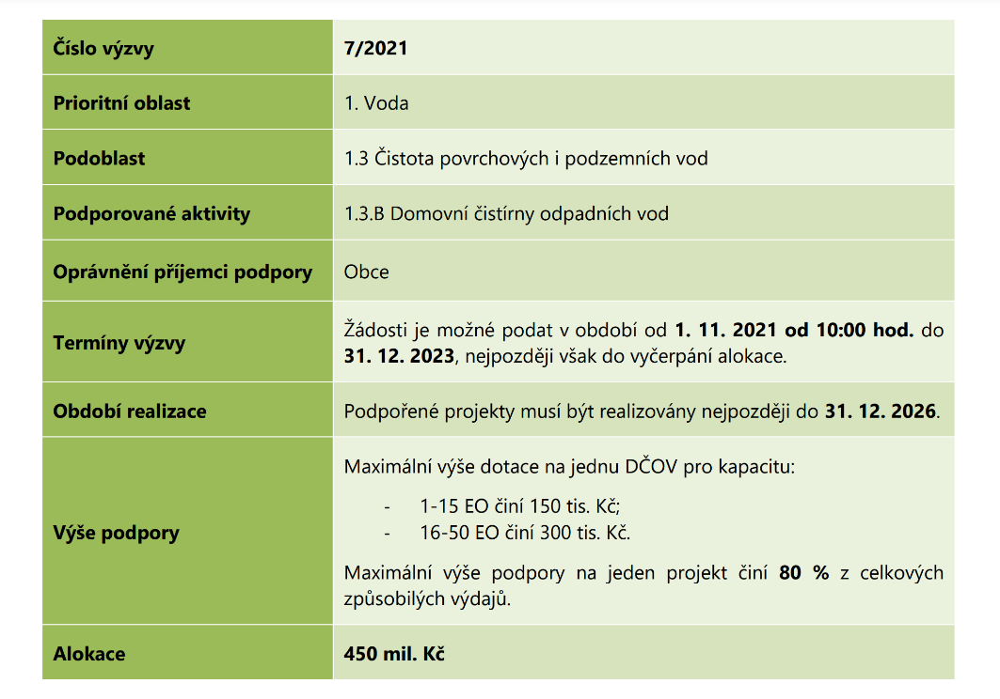 Číslo výzvy
7/2021
Prioritní oblast
1. Voda
Podoblast
1.3 Čistota povrchových i podzemních vod
Podporované aktivity
1.3.B Domovní čistírny odpadních vod
Oprávnění příjemci podpory
Obce
Termíny výzvy
Žádosti je možné podat v období od 1. 11. 2021 od 10:00 hod. do
31. 12. 2023, nejpozději však do vyčerpání alokace.
Období realizace
Podpořené projekty musí být realizovány nejpozději do 31. 12. 2026.
Výše podpory
Maximální výše dotace na jednu DČOV pro kapacitu:
- 1-15 EO činí 150 tis. Kč;
- 16-50 EO činí 300 tis. Kč.
Maximální výše podpory na jeden projekt činí 80 % z celkových
způsobilých výdajů.
Alokace
450 mil. Kč